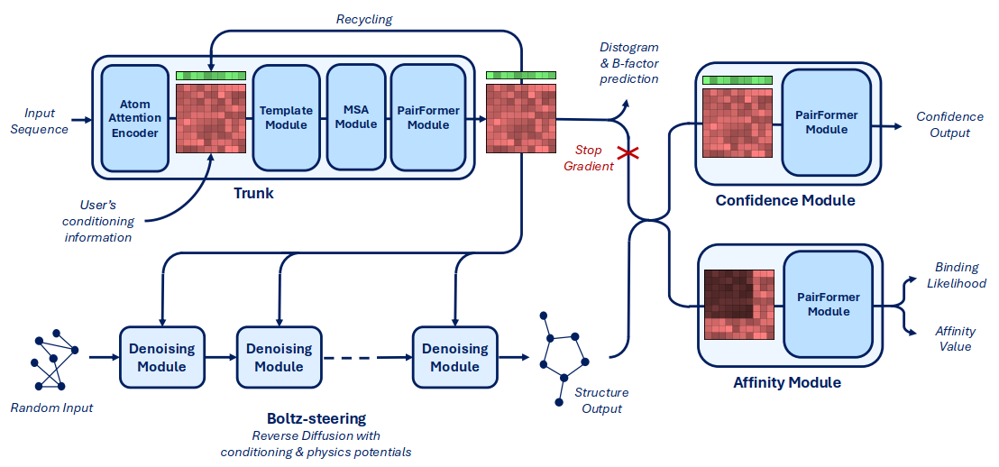 Recycling
Distogram
& B-factor
prediction
Input
Sequence
Atom
Attention
Encoder
Template
Module
MSA
Module
PairFormer
Module
Stop
Gradient
PairFormer
Module
Confidence
Output
Trunk
Confidence Module
User's
conditioning
information
PairFormer
Module
Binding
Likelihood
Affinity
Value
Denoising
Module
Denoising
Module
Denoising
Module
Random Input
Structure
Output
Affinity Module
Boltz-steering
Reverse Diffusion with
conditioning & physics potentials